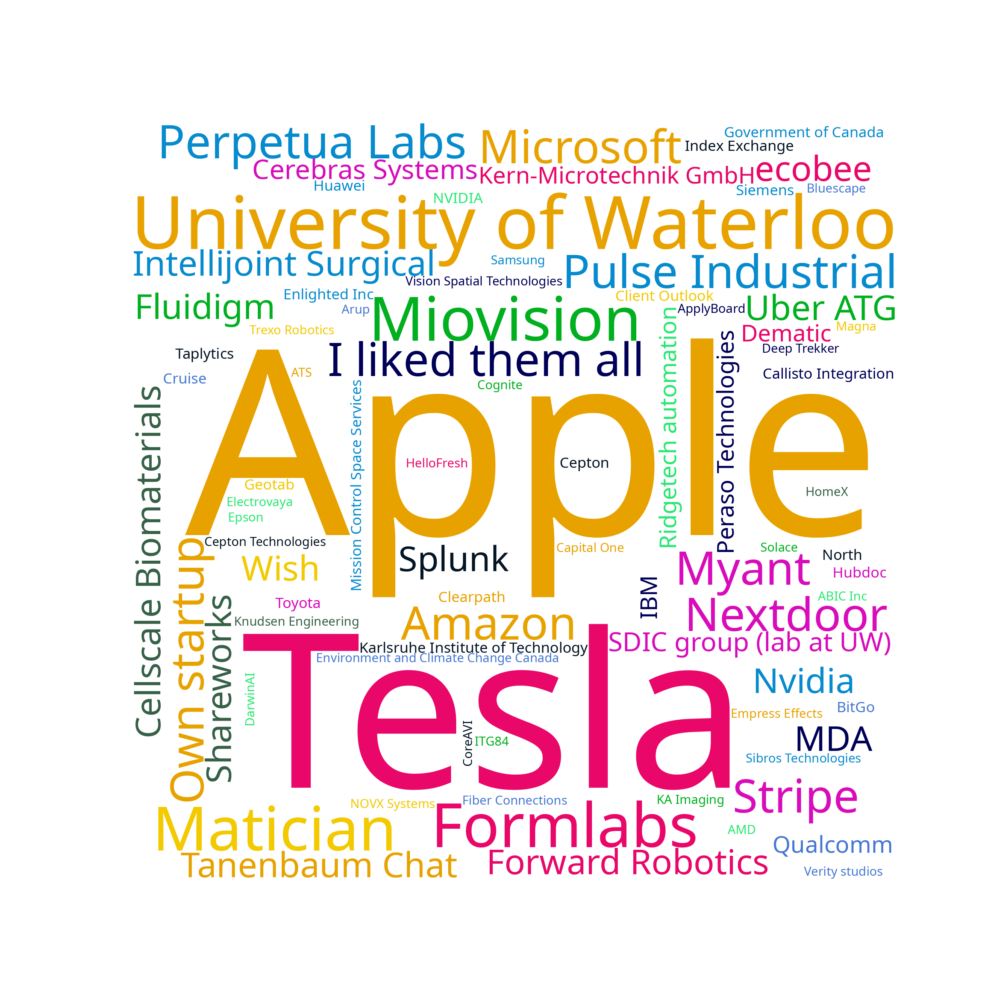 Perpetua Labs
Microsoft
Government of Canada
Index Exchange
Cerebras Systems
Kern-Microtechnik GmbH
ecobee
Huawei
Siemens
Bluescape
NVIDIA
University of Waterloo
Intellijoint Surgical
Samsung
Pulse Industrial
Vision Spatial Technologies
Fluidigm
Enlighted Inc
Arup
Miovision
Client Outlook
ApplyBoard
Uber ATG
Trexo Robotics
Dematic
Magna
Taplytics
I liked them all
Deep Trekker
Cruise
ATS
Cognite
Callisto Integration
Apple
Cellscale Biomaterials
Mission Control Space Services
Ridgetech automation
Peraso Technologies
HelloFresh
Cepton
Geotab
HomeX
Electrovaya
Epson
Cepton Technologies
Splunk
Capital One
Solace
North
Own startup
Wish
Myant
Hubdoc
IBM
Shareworks
Toyota
Clearpath
ABIC Inc
Knudsen Engineering
Amazon
Nextdoor
Karlsruhe Institute of Technology
SDIC group (lab at UW)
Environment and Climate Change Canada
Tesla
DarwinAI
Nvidia
BitGo
Empress Effects
CoreAVI
ITG84
MDA
Sibros Technologies
NOVX Systems
Fiber Connections
KA Imaging
Stripe
Matician
Formlabs
AMD
Qualcomm
Tanenbaum Chat
Forward Robotics
Verity studios